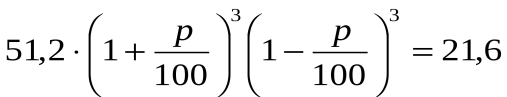 51,2 · (1 + p/100)³ (1 − p/100)³ = 21,6